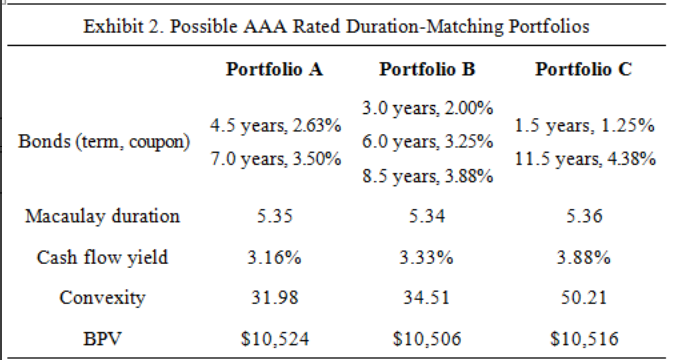 Exhibit 2. Possible AAA Rated Duration-Matching Portfolios
Portfolio A Portfolio B Portfolio C
Bonds (term, coupon) 4.5 years, 2.63% 7.0 years, 3.50% 3.0 years, 2.00% 6.0 years, 3.25% 8.5 years, 3.88% 1.5 years, 1.25% 11.5 years, 4.38%
Macaulay duration 5.35 5.34 5.36
Cash flow yield 3.16% 3.33% 3.88%
Convexity 31.98 34.51 50.21
BPV $10,524 $10,506 $10,516